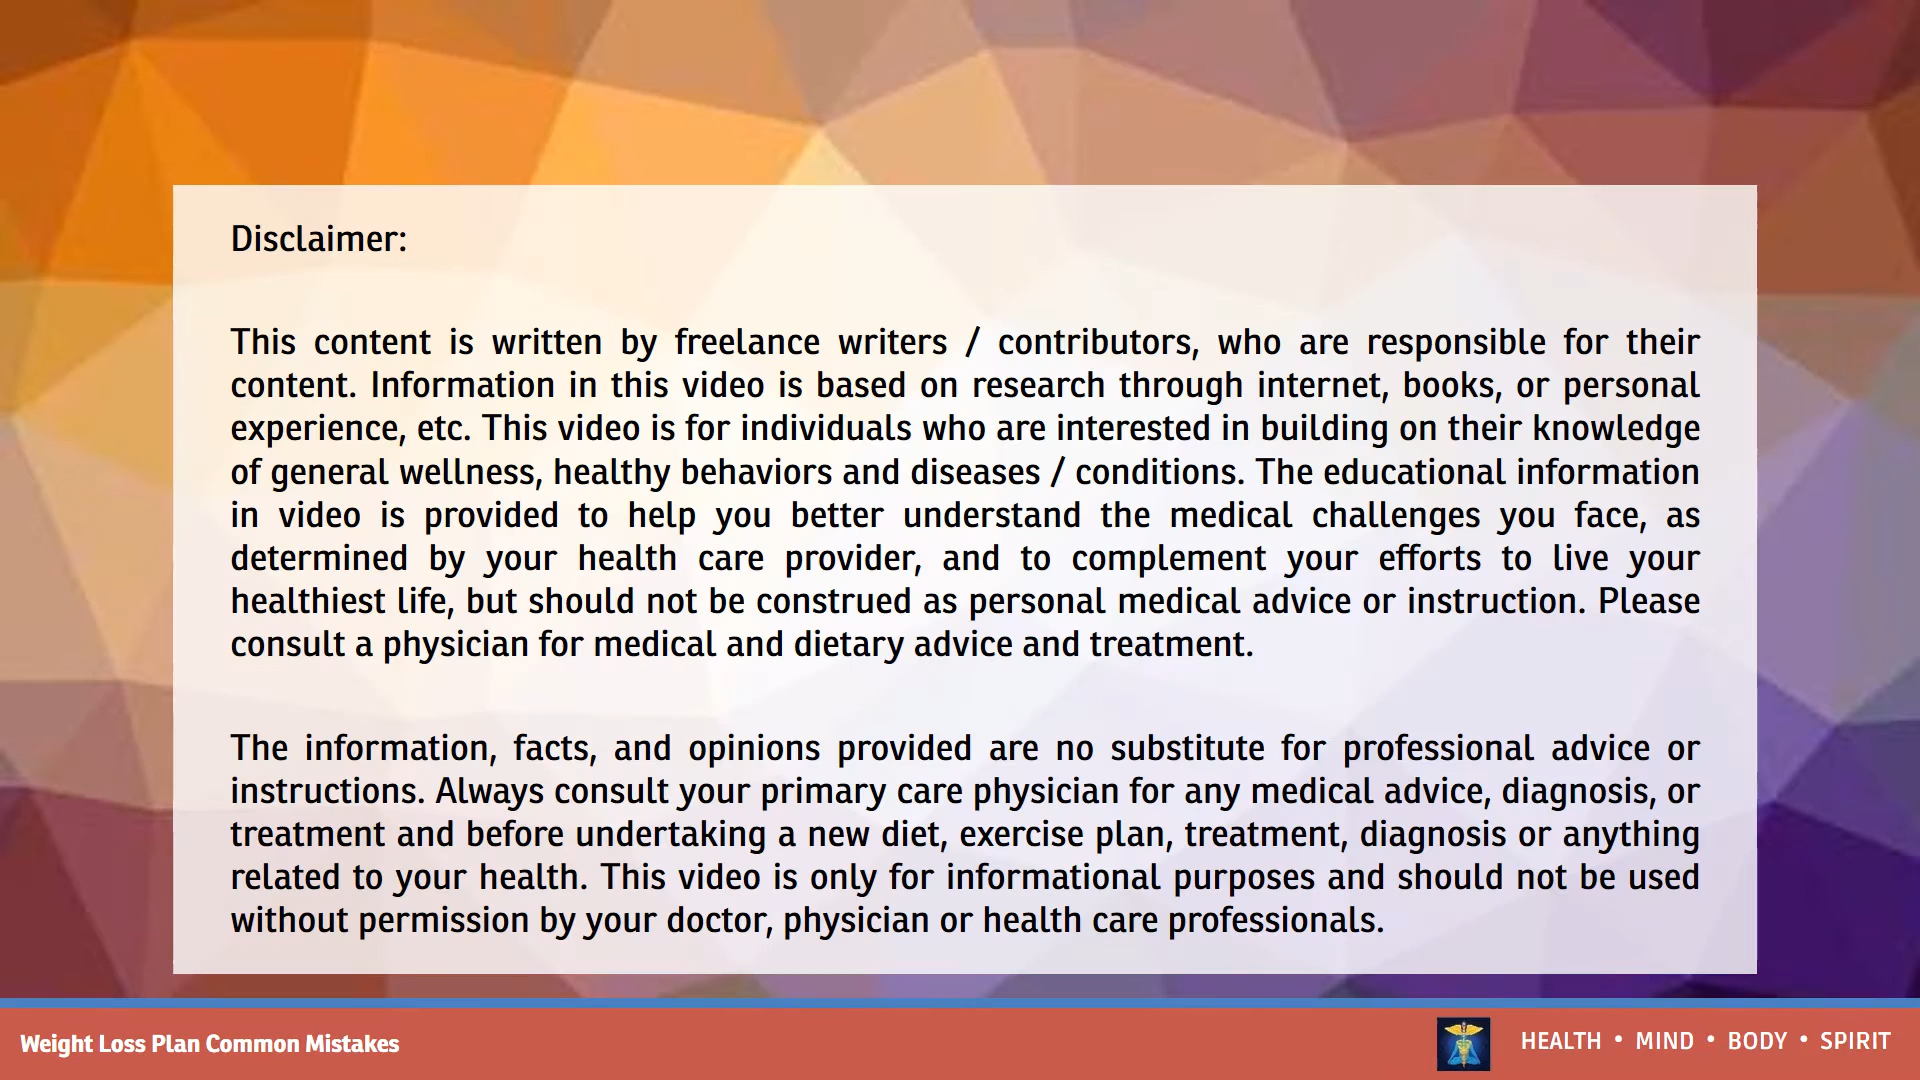 Disclaimer:
This content is written by freelance writers / contributors, who are responsible for their
content. Information in this video is based on research through internet, books, or personal
experience, etc. This video is for individuals who are interested in building on their knowledge
of general wellness, healthy behaviors and diseases / conditions. The educational information
in video is provided to help you better understand the medical challenges you face, as
determined by your health care provider, and to complement your efforts to live your
healthiest life, but should not be construed as personal medical advice or instruction. Please
consult a physician for medical and dietary advice and treatment.
The information, facts, and opinions provided are no substitute for professional advice or
instructions. Always consult your primary care physician for any medical advice, diagnosis, or
treatment and before undertaking a new diet, exercise plan, treatment, diagnosis or anything
related to your health. This video is only for informational purposes and should not be used
without permission by your doctor, physician or health care professionals.
Weight Loss Plan Common Mistakes
HEALTH • MIND • BODY • SPIRIT